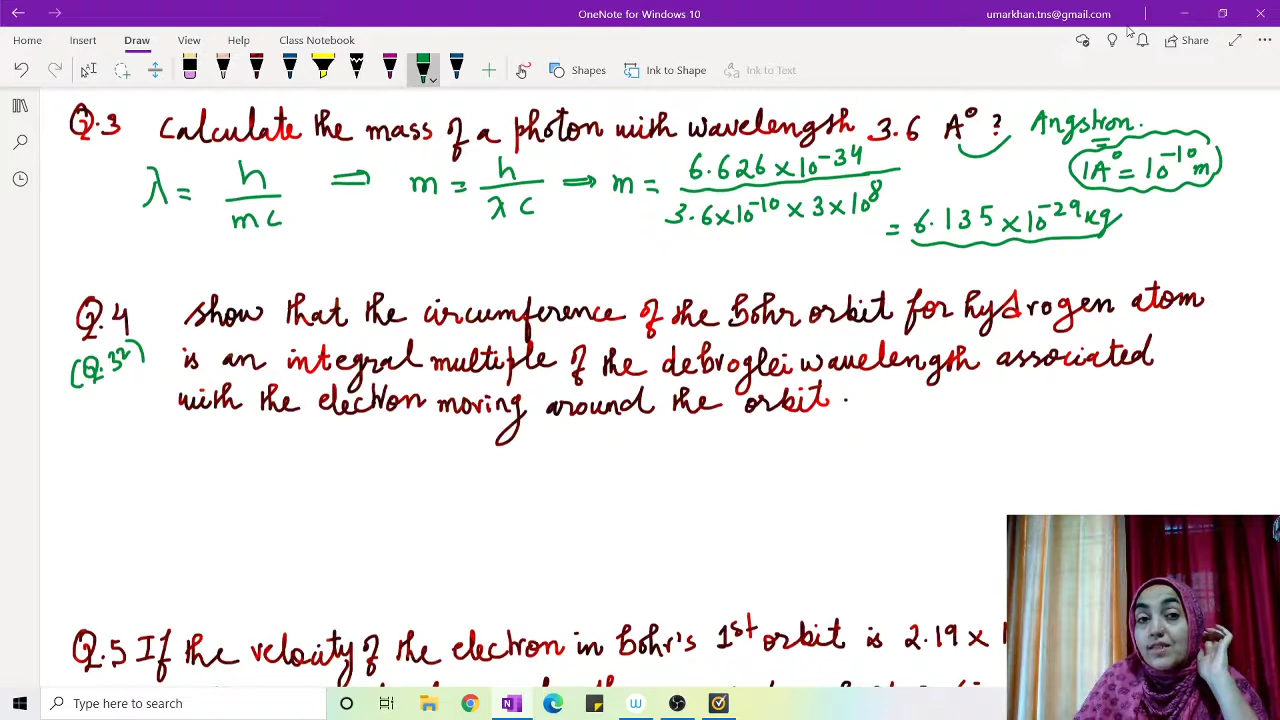 OneNote for Windows 10
umarkhan.tns@gmail.com
Home Insert Draw View Help Class Notebook
Share
Shapes Ink to Shape Ink to Text
Q.3 Calculate the mass of a photon with wavelength 3.6 A° ? Angstron.
1A° = 10^-10 m
λ = h / mc ⇒ m = h / λc ⇒ m = 6.626 × 10^-34 / 3.6 × 10^-10 × 3 × 10^8
= 6.135 × 10^-29 kg
Q.4 show that the circumference of the Bohr orbit for hydrogen atom
(Q.32) is an integral multiple of the debroglei wavelength associated
with the electron moving around the orbit .
Q.5 If the velocity of the electron in Bohr's 1st orbit is 2.19 ×
Type here to search